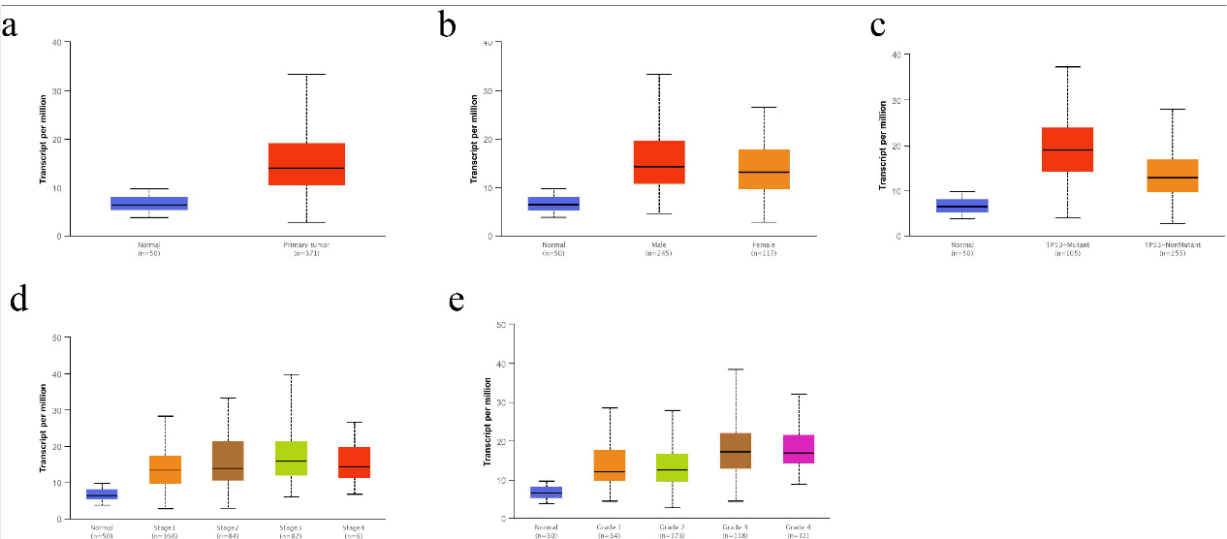 a
b
c
40
30
20
10
0
Transcript per million
Normal
(n=50)
Primary tumor
(n=371)
40
30
20
10
0
Transcript per million
Normal
(n=50)
Male
(n=245)
Female
(n=117)
40
30
20
10
0
Transcript per million
Normal
(n=50)
TP53-Mutant
(n=105)
TP53-NonMutant
(n=255)
d
e
50
40
30
20
10
0
Transcript per million
Normal
(n=50)
Stage1
(n=168)
Stage2
(n=84)
Stage3
(n=82)
Stage4
(n=6)
50
40
30
20
10
0
Transcript per million
Normal
(n=50)
Grade 1
(n=54)
Grade 2
(n=173)
Grade 3
(n=118)
Grade 4
(n=12)